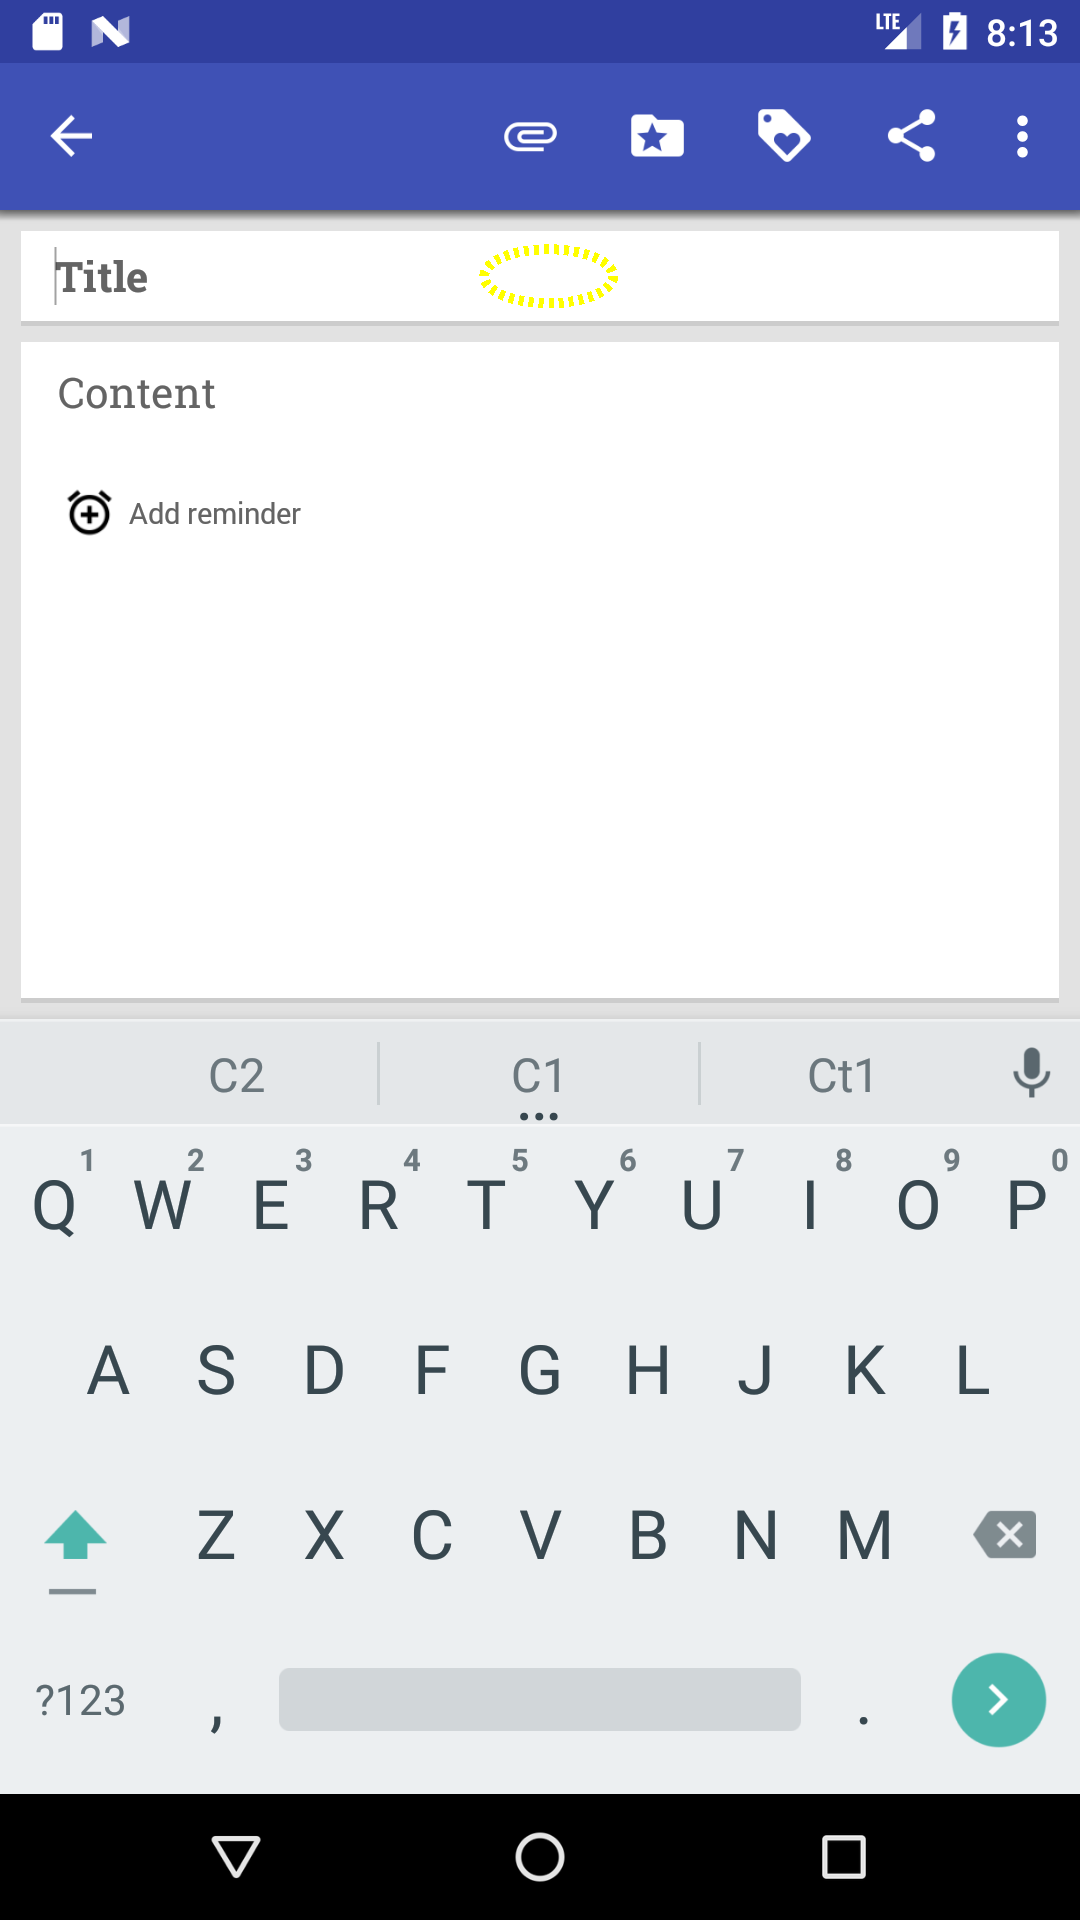 LTE 8:13
Title
Content
Add reminder
C2 C1 Ct1
1 2 3 4 5 6 7 8 9 0
Q W E R T Y U I O P
A S D F G H J K L
Z X C V B N M
?123 , .